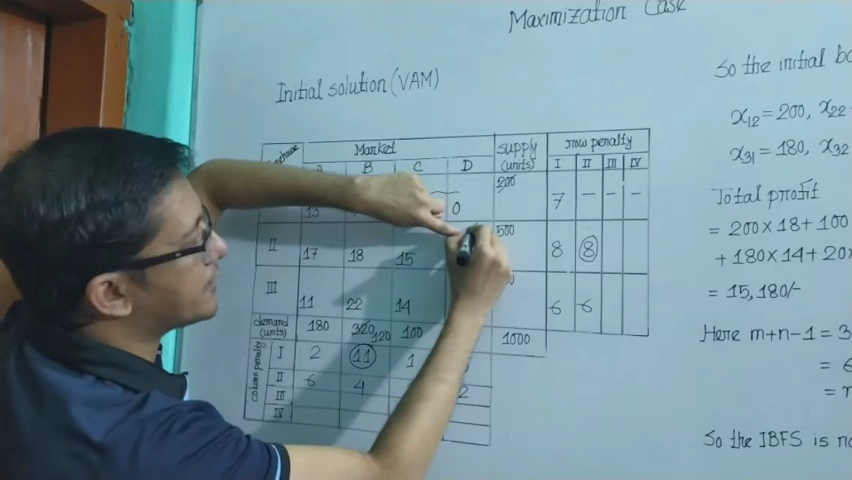 Maximization Case
Initial solution (VAM)
Market
supply (units)
row penalty
B C D
I II III IV
13 0 200 7 - - -
II 17 18 15 500 8 8
III 11 22 14 6 6
demand (units) 180 320 120 100 1000
column penalty
I 2 11 1
II 6 4
III 2
IV
So the initial
x12 = 200, x22
x31 = 180, x32
Total profit
= 200 x 18 + 100
+ 180 x 14 + 20 x
= 15,180/-
Here m+n-1 = 3
= 6
=
So the IBFS is